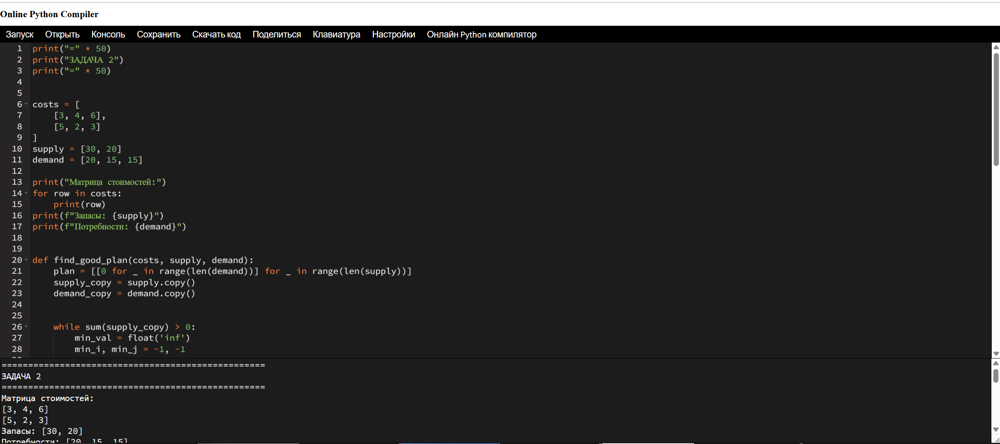 Online Python Compiler
Запуск Открыть Консоль Сохранить Скачать код Поделиться Клавиатура Настройки Онлайн Python компилятор
1 print("=" * 50)
2 print("ЗАДАЧА 2")
3 print("=" * 50)
4
5
6 costs = [
7     [3, 4, 6],
8     [5, 2, 3]
9 ]
10 supply = [30, 20]
11 demand = [20, 15, 15]
12
13 print("Матрица стоимостей:")
14 for row in costs:
15     print(row)
16 print(f"Запасы: {supply}")
17 print(f"Потребности: {demand}")
18
19
20 def find_good_plan(costs, supply, demand):
21     plan = [[0 for _ in range(len(demand))] for _ in range(len(supply))]
22     supply_copy = supply.copy()
23     demand_copy = demand.copy()
24
25
26     while sum(supply_copy) > 0:
27         min_val = float('inf')
28         min_i, min_j = -1, -1
==================================================
ЗАДАЧА 2
==================================================
Матрица стоимостей:
[3, 4, 6]
[5, 2, 3]
Запасы: [30, 20]
Потребности: [20, 15, 15]